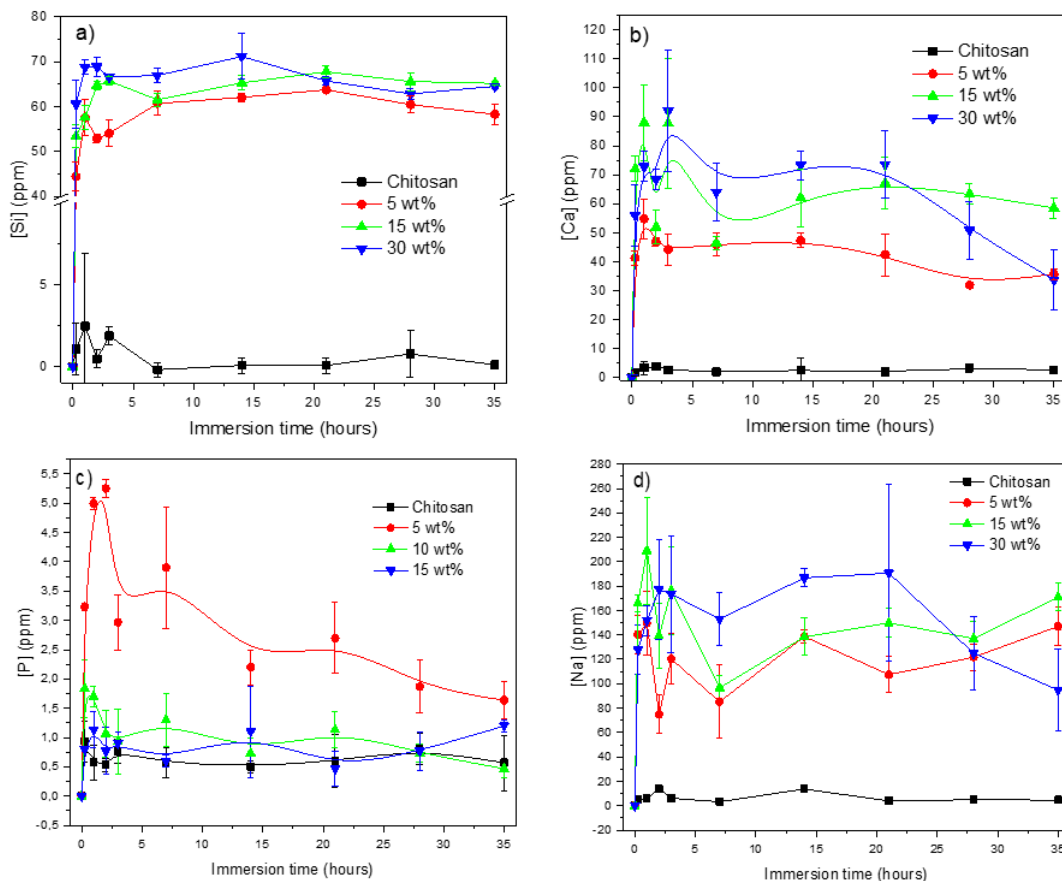 a)
80
70
60
50
40
5
0
[Si] (ppm)
Chitosan
5 wt%
15 wt%
30 wt%
0 5 10 15 20 25 30 35
Immersion time (hours)
b)
120
110
100
90
80
70
60
50
40
30
20
10
0
[Ca] (ppm)
Chitosan
5 wt%
15 wt%
30 wt%
0 5 10 15 20 25 30 35
Immersion time (hours)
c)
5,5
5,0
4,5
4,0
3,5
3,0
2,5
2,0
1,5
1,0
0,5
0,0
-0,5
[P] (ppm)
Chitosan
5 wt%
10 wt%
15 wt%
0 5 10 15 20 25 30 35
Immersion time (hours)
d)
280
260
240
220
200
180
160
140
120
100
80
60
40
20
0
-20
[Na] (ppm)
Chitosan
5 wt%
15 wt%
30 wt%
0 5 10 15 20 25 30 35
Immersion time (hours)